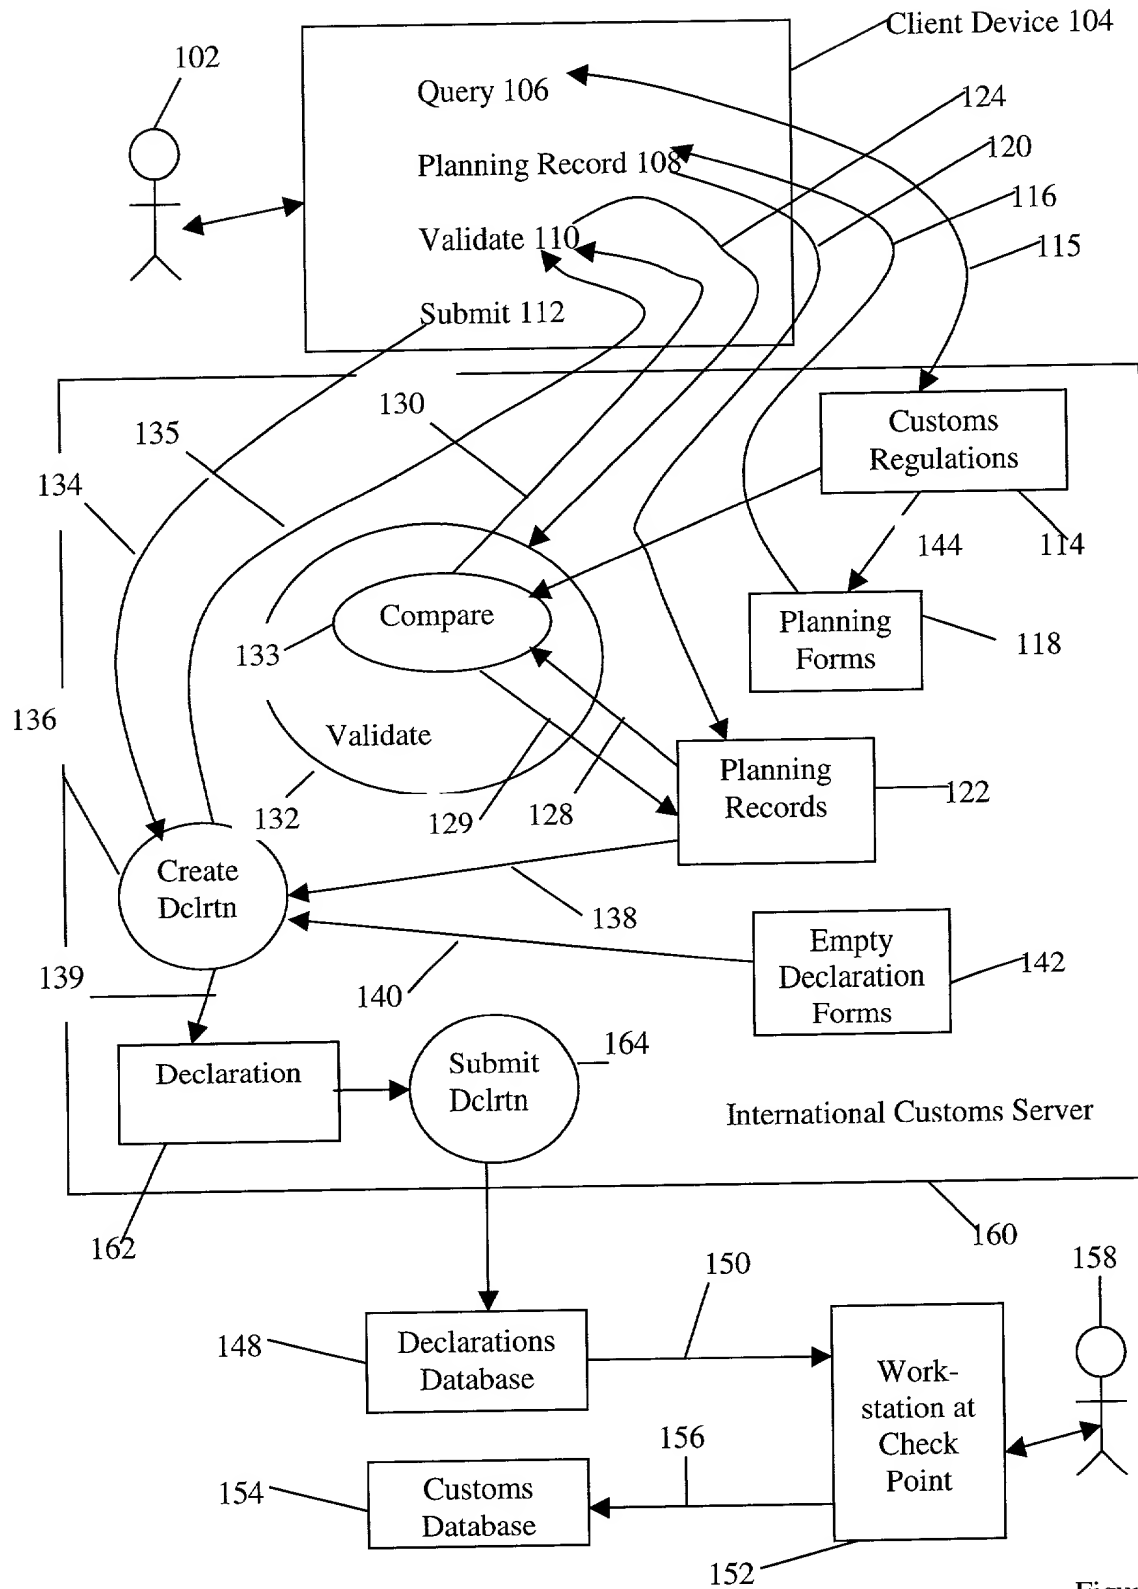 Client Device 104
102
Query 106
124
120
Planning Record 108
116
Validate 110
115
Submit 112
130
135
Customs
Regulations
134
144
114
Compare
Planning
Forms
133
118
136
Validate
Planning
Records
132
129
128
122
Create
Dclrtn
138
Empty
Declaration
Forms
142
139
140
Submit
Dclrtn
164
Declaration
International Customs Server
162
160
158
150
148
Declarations
Database
Work-
station at
Check
Point
156
154
Customs
Database
152